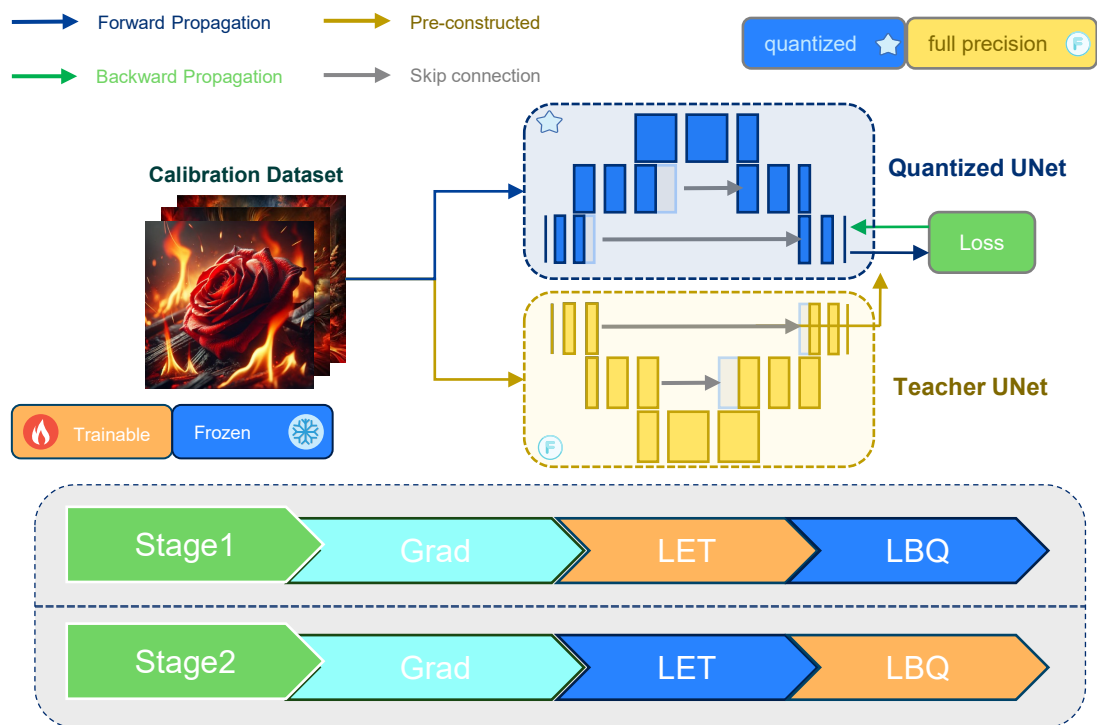 Forward Propagation
Pre-constructed
quantized
full precision
F
Backward Propagation
Skip connection
Calibration Dataset
Quantized UNet
Loss
Teacher UNet
Trainable
Frozen
F
Stage1
Grad
LET
LBQ
Stage2
Grad
LET
LBQ